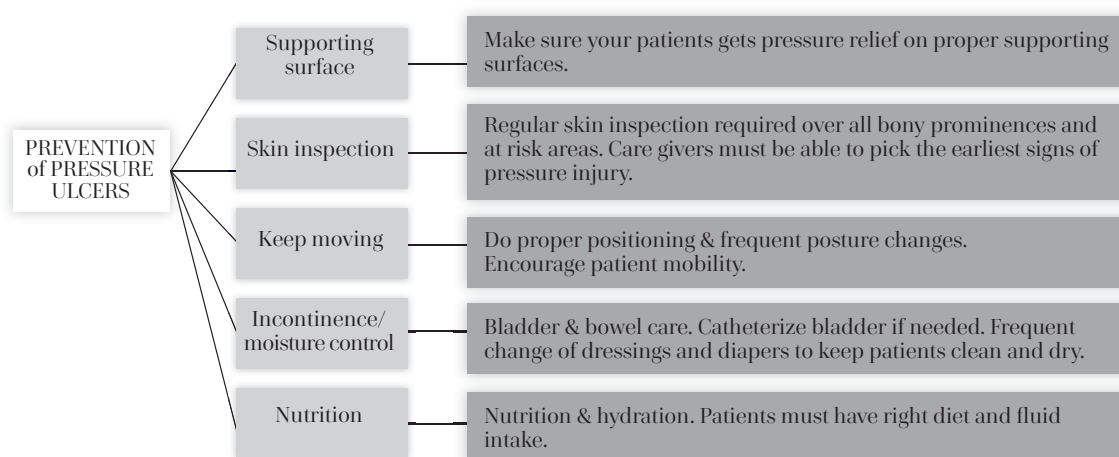 PREVENTION
of PRESSURE
ULCERS
Supporting
surface
Make sure your patients gets pressure relief on proper supporting
surfaces.
Skin inspection
Regular skin inspection required over all bony prominences and
at risk areas. Care givers must be able to pick the earliest signs of
pressure injury.
Keep moving
Do proper positioning & frequent posture changes.
Encourage patient mobility.
Incontinence/
moisture control
Bladder & bowel care. Catheterize bladder if needed. Frequent
change of dressings and diapers to keep patients clean and dry.
Nutrition
Nutrition & hydration. Patients must have right diet and fluid
intake.